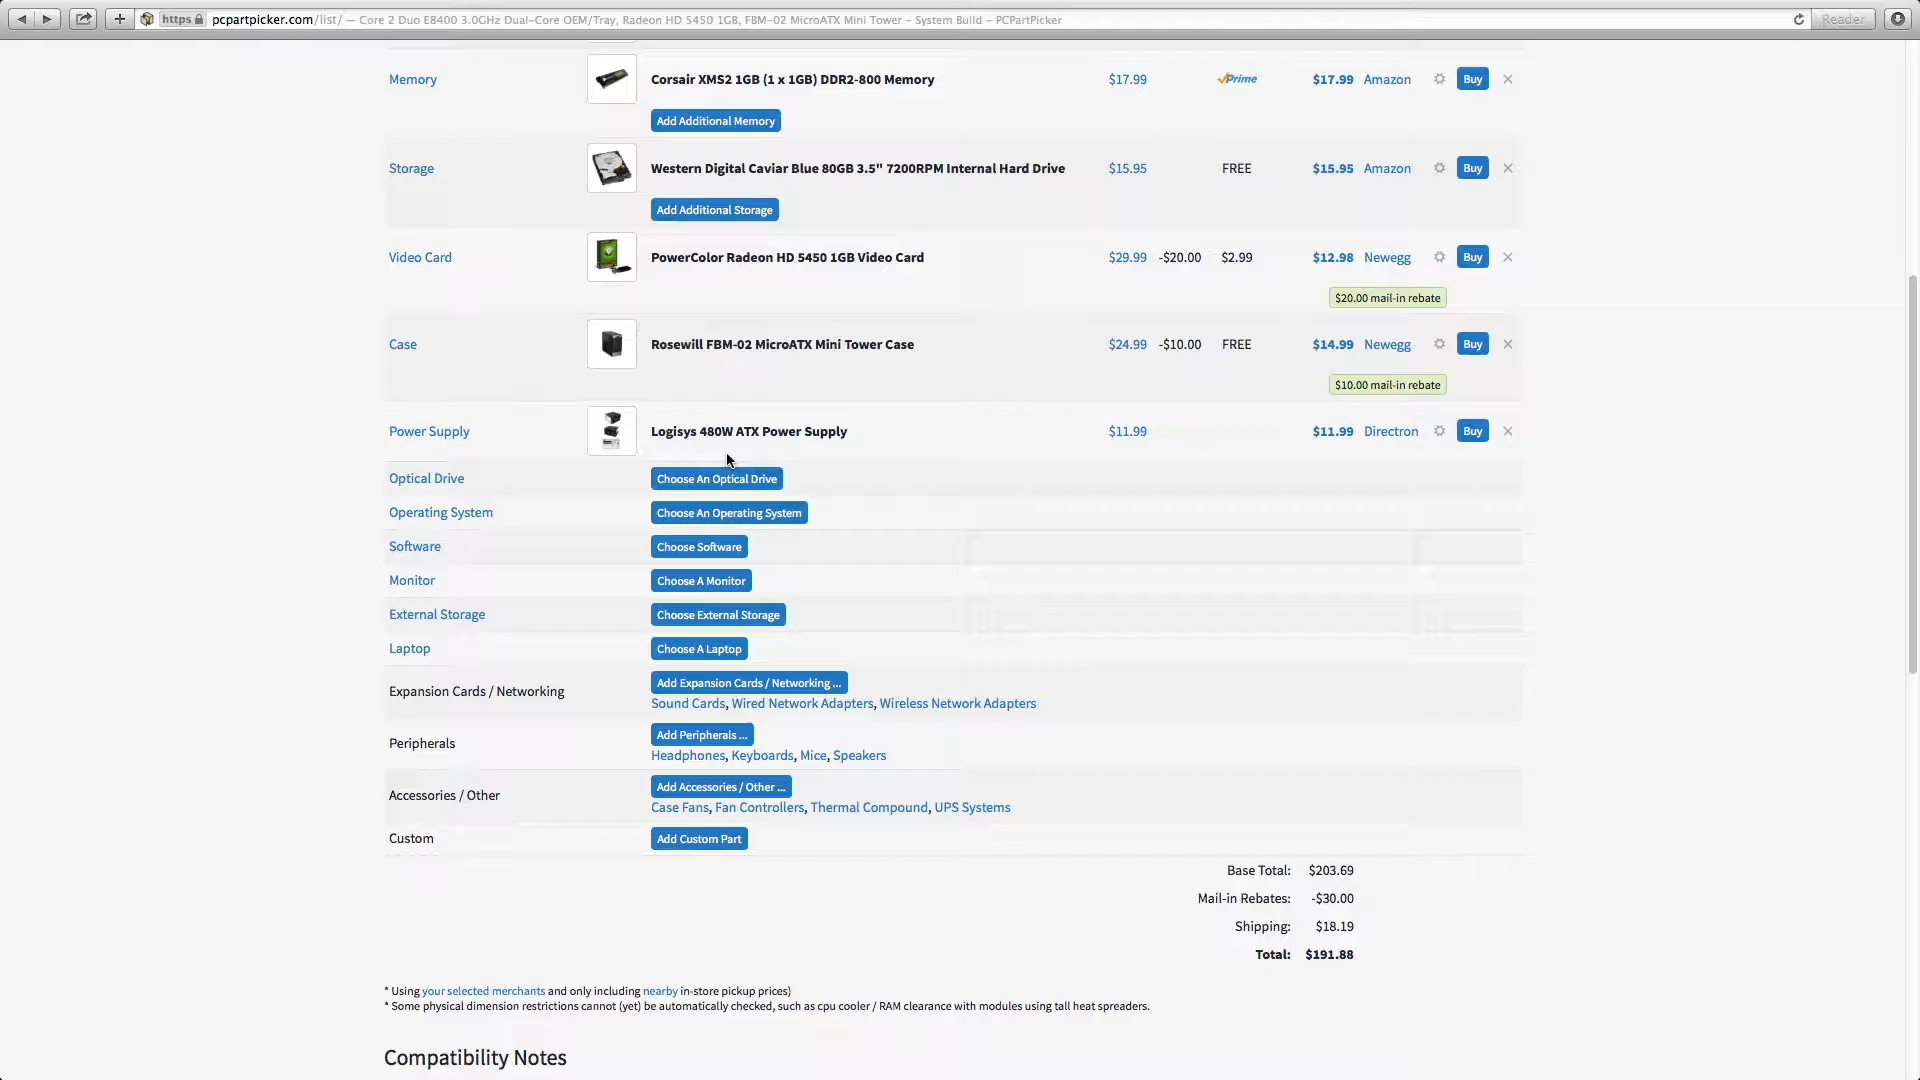 https pcpartpicker.com/list/ — Core 2 Duo E8400 3.0GHz Dual-Core OEM/Tray, Radeon HD 5450 1GB, FBM-02 MicroATX Mini Tower – System Build – PCPartPicker Reader
Memory Corsair XMS2 1GB (1 x 1GB) DDR2-800 Memory $17.99 Prime $17.99 Amazon Buy
Add Additional Memory
Storage Western Digital Caviar Blue 80GB 3.5" 7200RPM Internal Hard Drive $15.95 FREE $15.95 Amazon Buy
Add Additional Storage
Video Card PowerColor Radeon HD 5450 1GB Video Card $29.99 -$20.00 $2.99 $12.98 Newegg Buy
$20.00 mail-in rebate
Case Rosewill FBM-02 MicroATX Mini Tower Case $24.99 -$10.00 FREE $14.99 Newegg Buy
$10.00 mail-in rebate
Power Supply Logisys 480W ATX Power Supply $11.99 $11.99 Directron Buy
Optical Drive Choose An Optical Drive
Operating System Choose An Operating System
Software Choose Software
Monitor Choose A Monitor
External Storage Choose External Storage
Laptop Choose A Laptop
Expansion Cards / Networking Add Expansion Cards / Networking ...
Sound Cards, Wired Network Adapters, Wireless Network Adapters
Peripherals Add Peripherals ...
Headphones, Keyboards, Mice, Speakers
Accessories / Other Add Accessories / Other ...
Case Fans, Fan Controllers, Thermal Compound, UPS Systems
Custom Add Custom Part
Base Total: $203.69
Mail-in Rebates: -$30.00
Shipping: $18.19
Total: $191.88
* Using your selected merchants and only including nearby in-store pickup prices)
* Some physical dimension restrictions cannot (yet) be automatically checked, such as cpu cooler / RAM clearance with modules using tall heat spreaders.
Compatibility Notes